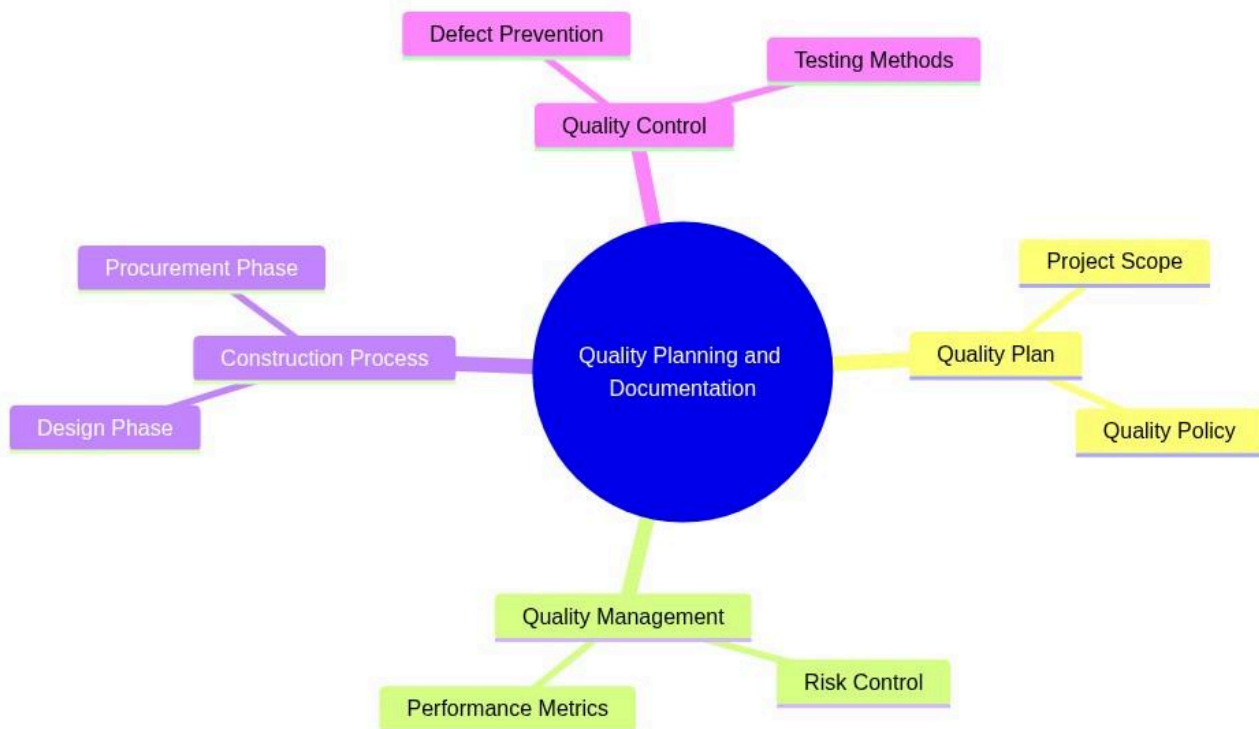 Defect Prevention
Testing Methods
Quality Control
Procurement Phase
Project Scope
Construction Process
Quality Planning and
Documentation
Quality Plan
Design Phase
Quality Policy
Quality Management
Risk Control
Performance Metrics